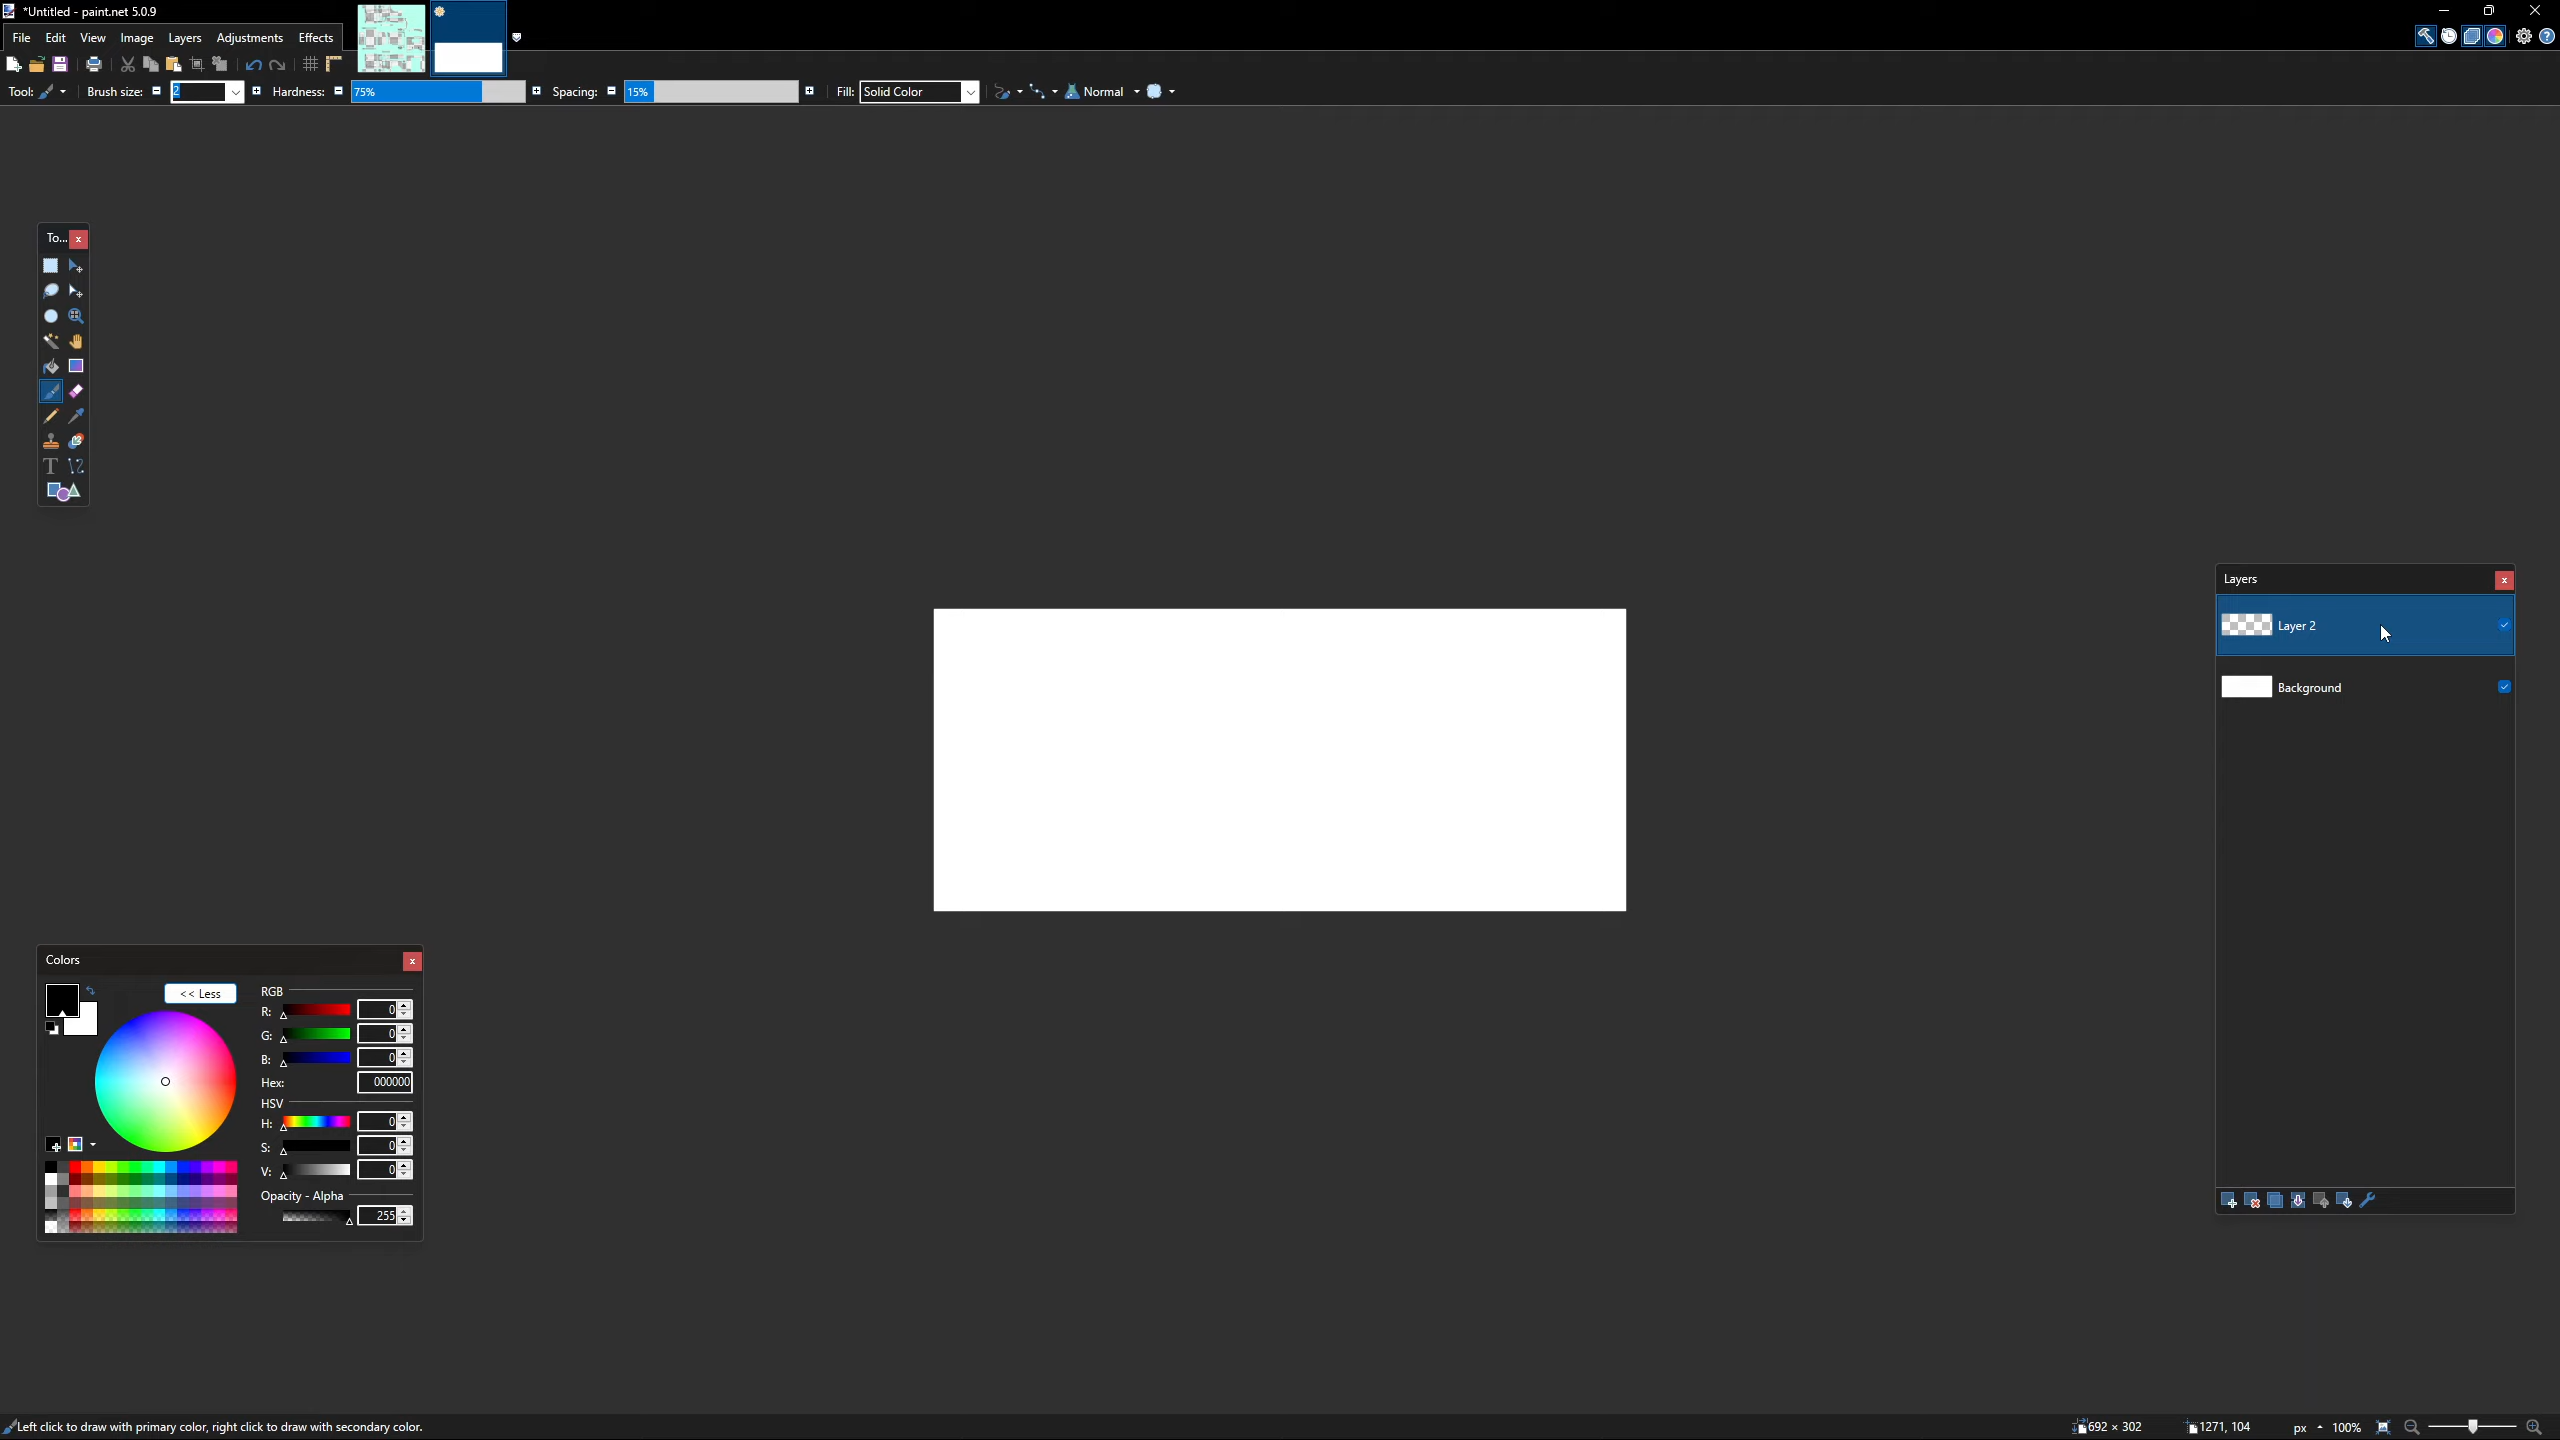 *Untitled - paint.net 5.0.9
File Edit View Image Layers Adjustments Effects
Tool: Brush size: 2 Hardness: 75% Spacing: 15% Fill: Solid Color Normal
To...
Layers
Layer 2
Background
Colors
<< Less
RGB
R: 0
G: 0
B: 0
Hex: 000000
HSV
H: 0
S: 0
V: 0
Opacity - Alpha
255
Left click to draw with primary color, right click to draw with secondary color.
692 × 302 1271, 104 px 100%